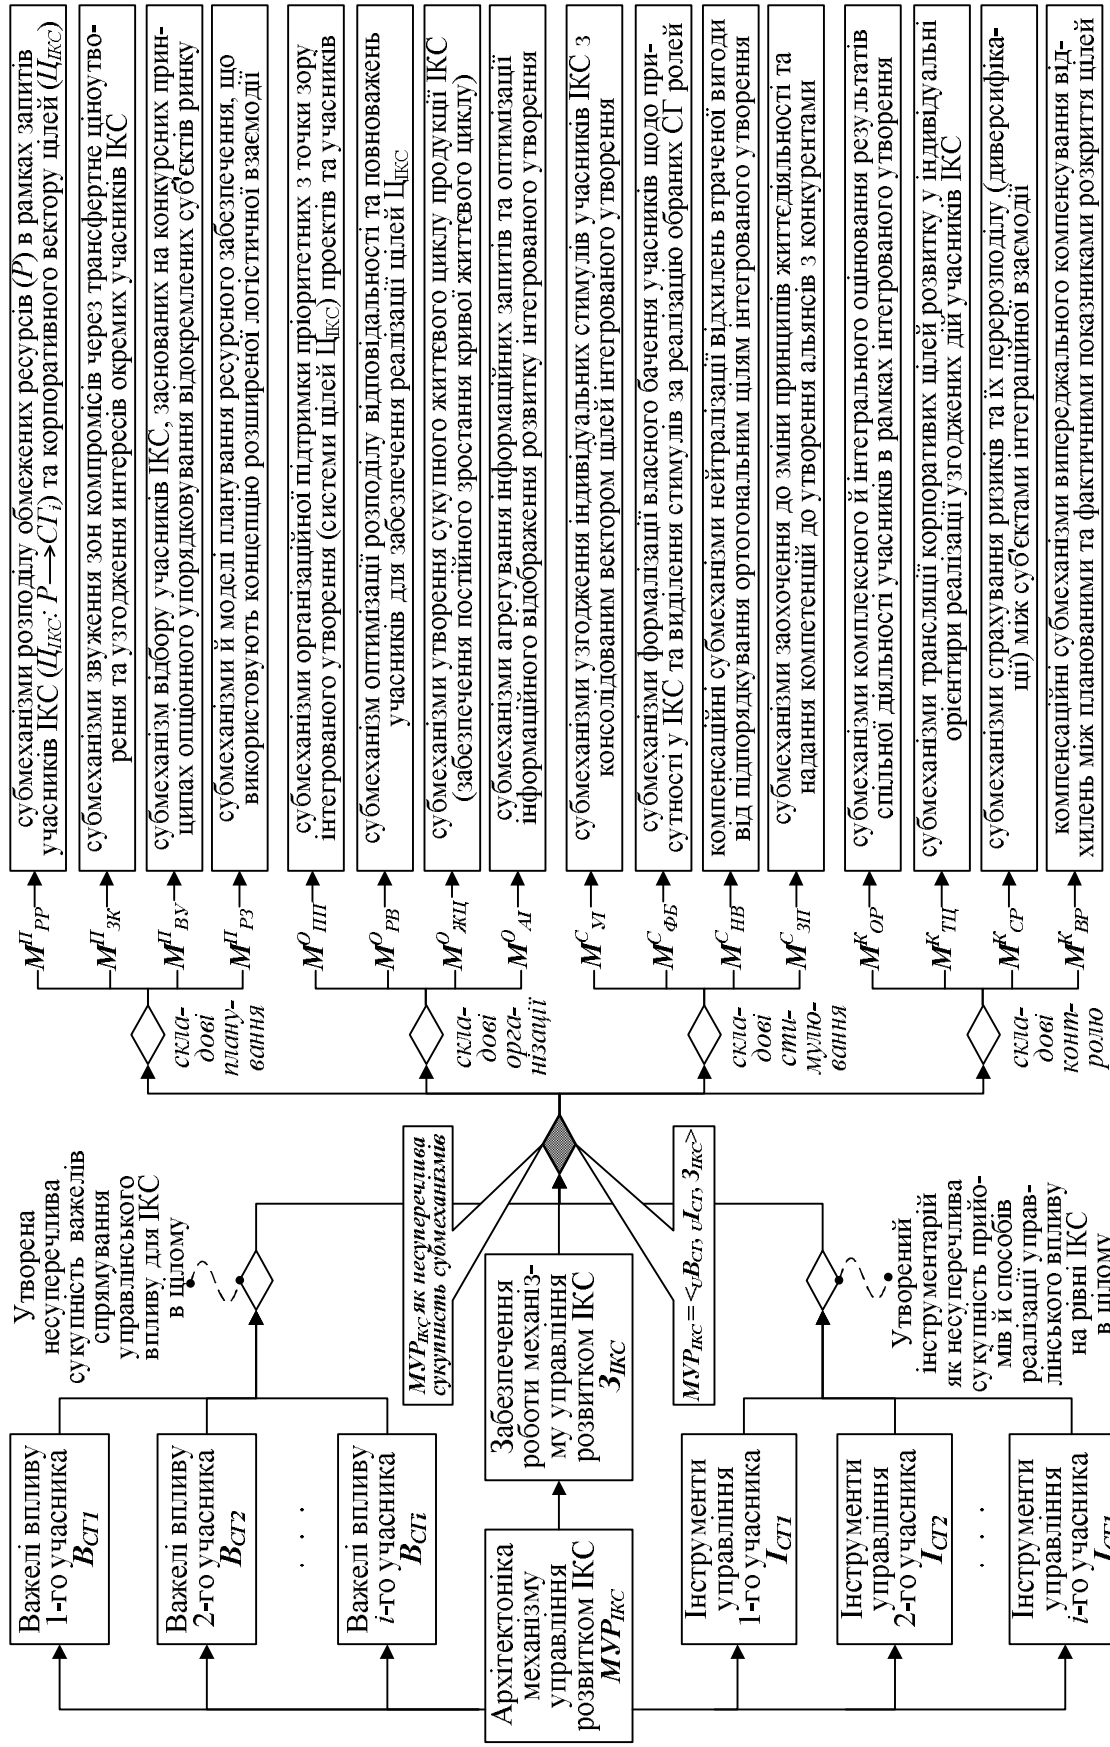 Важелі впливу
1-го учасника
В_СГ1
Важелі впливу
2-го учасника
В_СГ2
. . .
Важелі впливу
і-го учасника
В_СГі
Архітектоніка
механізму
управління
розвитком ІКС
МУР_ІКС
Інструменти
управління
1-го учасника
І_СГ1
Інструменти
управління
2-го учасника
І_СГ2
. . .
Інструменти
управління
і-го учасника
Утворена
несуперечлива
сукупність важелів
спрямування
управлінського
впливу для ІКС
в цілому
МУР_ІКС як несуперечлива
сукупність субмеханізмів
Забезпечення
роботи механіз-
му управління
розвитком ІКС
З_ІКС
МУР_ІКС = <∪В_СГ, ∪І_СГ, З_ІКС>
Утворений
інструментарій
як несуперечлива
сукупність прийо-
мів й способів
реалізації управ-
лінського впливу
на рівні ІКС
в цілому
скла-
дові
плану-
вання
М^П_РР
субмеханізми розподілу обмежених ресурсів (Р) в рамках запитів
учасників ІКС (Ц_ІКС: Р → СГ_і) та корпоративного вектору цілей (Ц_ІКС)
М^П_ЗК
субмеханізми звуження зон компромісів через трансфертне ціноутво-
рення та узгодження интересів окремих учасників ІКС
М^П_ВУ
субмеханізм відбору учасників ІКС, заснованих на конкурсних прин-
ципах опціонного упорядковування відокремлених суб'єктів ринку
М^П_РЗ
субмеханізмі й моделі планування ресурсного забезпечення, що
використовують концепцію розширеної логістичної взаємодії
скла-
дові
орга-
нізації
М^О_ПП
субмеханізми організаційної підтримки пріоритетних з точки зору
інтегрованого утворення (системи цілей Ц_ІКС) проектів та учасників
М^О_РВ
субмеханізм оптимізації розподілу відповідальності та повноважень
учасників для забезпечення реалізації цілей Ц_ІКС
М^О_ЖЦ
субмеханізми утворення сукупного життєвого циклу продукції ІКС
(забезпечення постійного зростання кривої життєвого циклу)
М^О_АІ
субмеханізми агрегування інформаційних запитів та оптимізації
інформаційного відображення розвитку інтегрованого утворення
скла-
дові
сти-
мулю-
вання
М^С_УІ
субмеханізми узгодження індивідуальних стимулів учасників ІКС з
консолідованим вектором цілей інтегрованого утворення
М^С_ФБ
субмеханізми формалізації власного бачення учасників щодо при-
сутності у ІКС та виділення стимулів за реалізацію обраних СГ ролей
М^С_НВ
компенсаційні субмеханізми нейтралізації відхилень втраченої вигоди
від підпорядкування ортогональним цілям інтегрованого утворення
М^С_ЗП
субмеханізми заохочення до зміни принципів життєдіяльності та
надання компетенцій до утворення альянсів з конкурентами
скла-
дові
конт-
ролю
М^К_ОР
субмеханізми комплексного й інтегрального оцінювання результатів
спільної діяльності учасників в рамках інтегрованого утворення
М^К_ТЦ
субмеханізми трансляції корпоративних цілей розвитку у індивідуальні
орієнтири реалізації узгоджених дій учасників ІКС
М^К_СР
субмеханізми страхування ризиків та їх перерозподілу (диверсифіка-
ції) між суб'єктами інтеграційної взаємодії
М^К_ВР
компенсаційні субмеханізми випереджального компенсування від-
хилень між плановими та фактичними показниками розкриття цілей